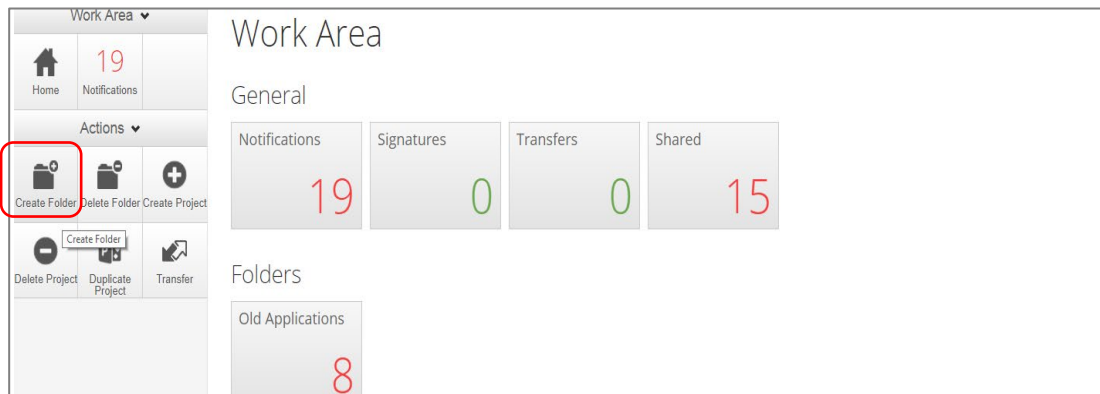 Work Area
19
Home
Notifications
Actions
Create Folder
Delete Folder
Create Project
Create Folder
Delete Project
Duplicate
Project
Transfer
Work Area
General
Notifications
Signatures
Transfers
Shared
19
0
0
15
Folders
Old Applications
8